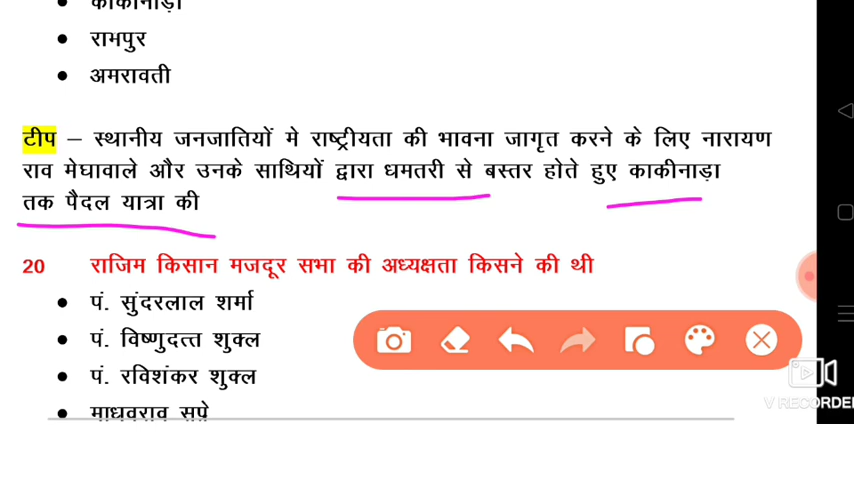 • काकीनाड़ा
• रामपुर
• अमरावती
टीप – स्थानीय जनजातियों मे राष्ट्रीयता की भावना जागृत करने के लिए नारायण
राव मेघावाले और उनके साथियों द्वारा धमतरी से बस्तर होते हुए काकीनाड़ा
तक पैदल यात्रा की
20 राजिम किसान मजदूर सभा की अध्यक्षता किसने की थी
• पं. सुंदरलाल शर्मा
• पं. विष्णुदत्त शुक्ल
• पं. रविशंकर शुक्ल
• माधवराव सप्रे
V RECORDER